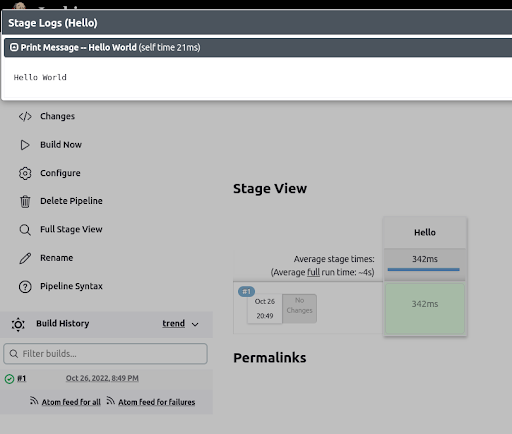 Stage Logs (Hello)
Print Message -- Hello World (self time 21ms)
Hello World
Changes
Build Now
Configure
Delete Pipeline
Full Stage View
Rename
Pipeline Syntax
Build History trend
Filter builds...
#1 Oct 26, 2022, 8:49 PM
Atom feed for all Atom feed for failures
Stage View
Hello
Average stage times: 342ms
(Average full run time: ~4s)
#1
Oct 26
20:49
No
Changes
342ms
Permalinks